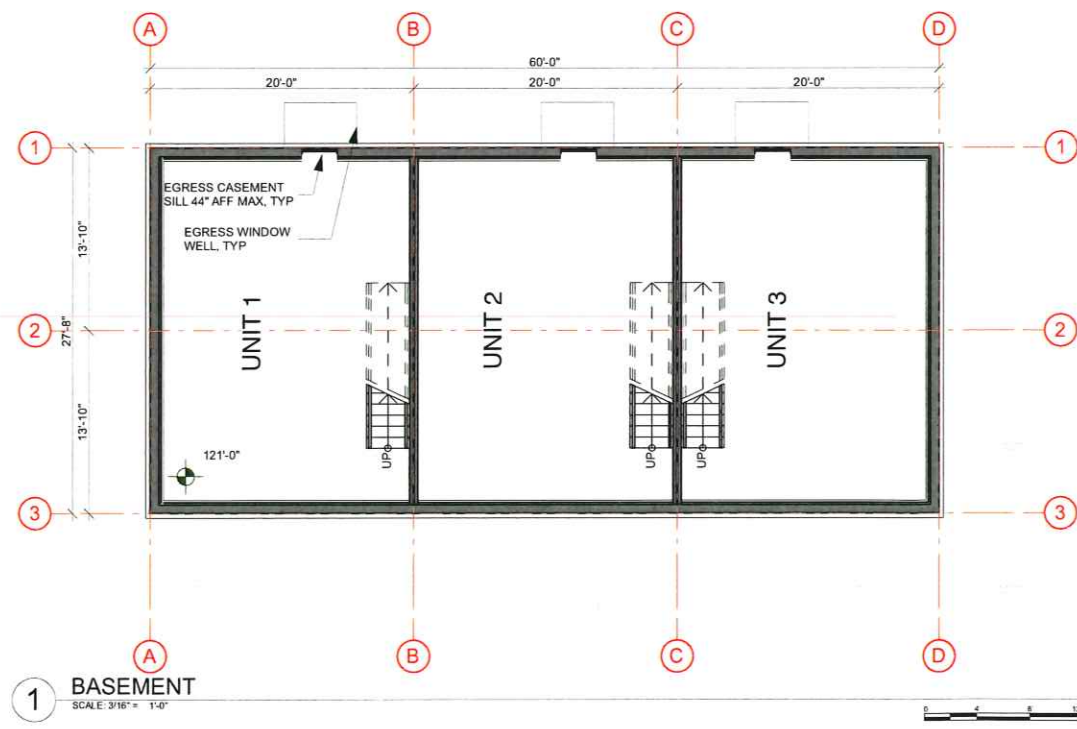 A B C D
60'-0"
20'-0" 20'-0" 20'-0"
1 1
EGRESS CASEMENT
SILL 44" AFF MAX, TYP
EGRESS WINDOW
WELL, TYP
13'-10"
27'-8"
13'-10"
UNIT 1
UNIT 2
UNIT 3
2 2
121'-0"
UP UP UP
3 3
A B C D
1 BASEMENT
SCALE: 3/16" = 1'-0"
0 4 8